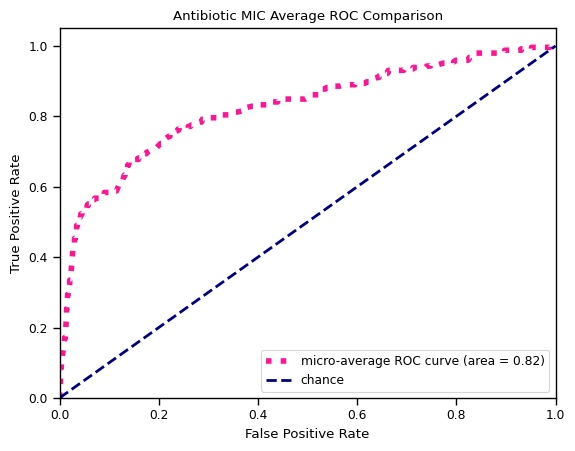 Antibiotic MIC Average ROC Comparison
1.0
0.8
0.6
0.4
0.2
0.0
True Positive Rate
micro-average ROC curve (area = 0.82)
chance
0.0 0.2 0.4 0.6 0.8 1.0
False Positive Rate